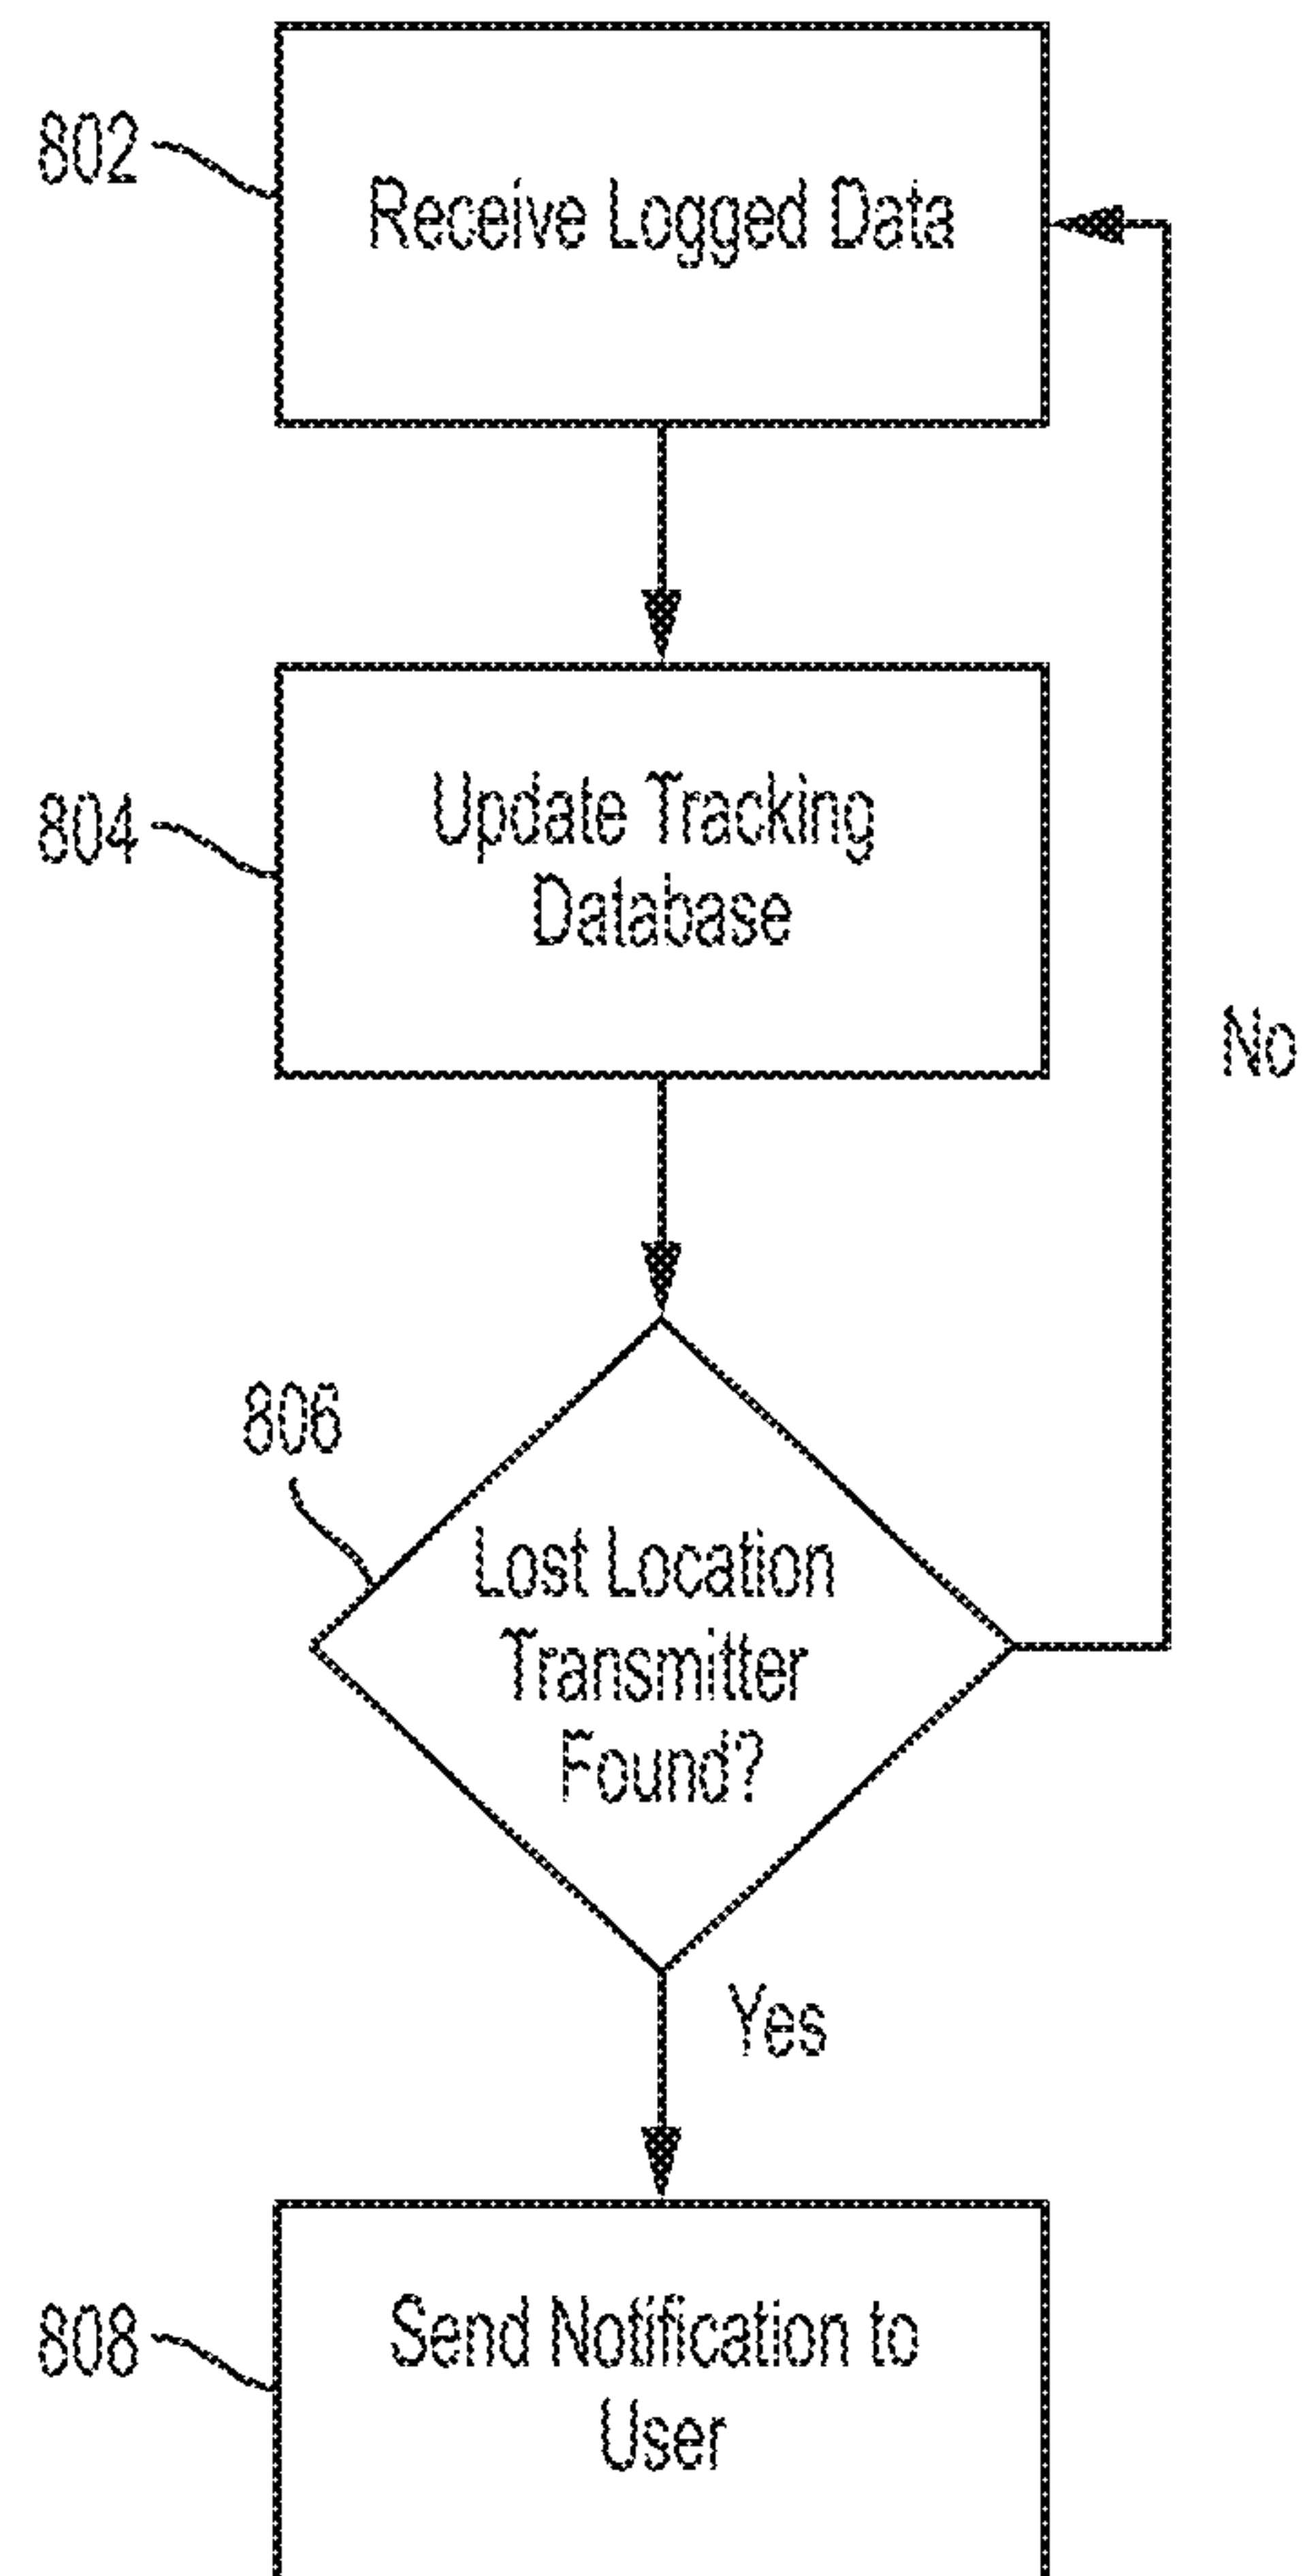 802
Receive Logged Data
804
Update Tracking
Database
No
806
Lost Location
Transmitter
Found?
Yes
808
Send Notification to
User